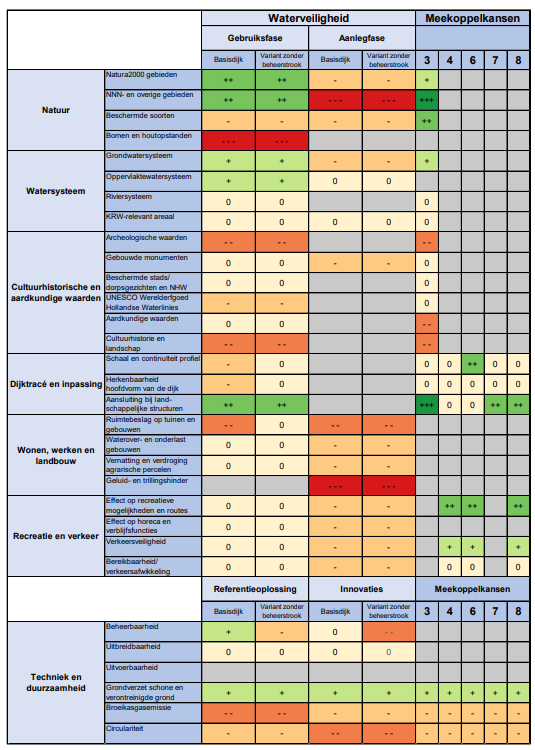 Waterveiligheid Meekoppelkansen
Gebruiksfase Aanlegfase
Basisdijk Variant zonder beheerstrook Basisdijk Variant zonder beheerstrook 3 4 6 7 8
Natuur
Natura2000 gebieden ++ ++ - - +
NNN- en overige gebieden ++ ++ --- --- +++
Beschermde soorten - - - - ++
Bomen en houtopstanden --- ---
Watersysteem
Grondwatersysteem + + - - +
Oppervlaktewatersysteem + + 0 0
Riviersysteem 0 0 0
KRW-relevant areaal 0 0 0 0 0
Cultuurhistorische en
aardkundige waarden
Archeologische waarden -- -- --
Gebouwde monumenten 0 0 - - 0
Beschermde stads/
dorpsgezichten en NHW 0 0 0
UNESCO Werelderfgoed
Hollandse Waterlinies - - 0
Aardkundige waarden 0 0 --
Cultuurhistorie en
landschap -- -- --
Dijktracé en inpassing
Schaal en continuïteit profiel - 0 0 0 ++ 0 0
Herkenbaarheid
hoofdvorm van de dijk - 0 0 0 0 0 0
Aansluiting bij land-
schappelijke structuren ++ ++ +++ 0 0 ++ ++
Wonen, werken en
landbouw
Ruimtebeslag op tuinen en
gebouwen -- 0 -- --
Waterover- en onderlast
gebouwen 0 0 - -
Vernatting en verdroging
agrarische percelen 0 0 - -
Geluid- en trillingshinder --- ---
Recreatie en verkeer
Effect op recreatieve
mogelijkheden en routes 0 0 - - ++ ++ ++
Effect op horeca en
verblijfsfuncties 0 0 - -
Verkeersveiligheid 0 0 - - + + +
Bereikbaarheid/
verkeersafwikkeling 0 0 - - 0 0 0
Referentieoplossing Innovaties Meekoppelkansen
Basisdijk Variant zonder beheerstrook Basisdijk Variant zonder beheerstrook 3 4 6 7 8
Techniek en
duurzaamheid
Beheerbaarheid + - 0 --
Uitbreidbaarheid 0 0 0 0
Uitvoerbaarheid
Grondverzet schone en
verontreinigde grond + + + + + + + + +
Broeikasgasemissie -- -- - - - - - - -
Circulariteit - - -- -- - - - - -